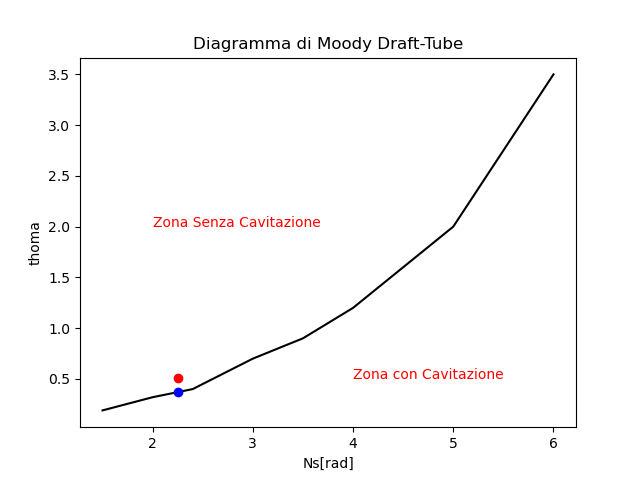 Diagramma di Moody Draft-Tube
3.5
3.0
2.5
2.0
1.5
1.0
0.5
thoma
Zona Senza Cavitazione
Zona con Cavitazione
2 3 4 5 6
Ns[rad]